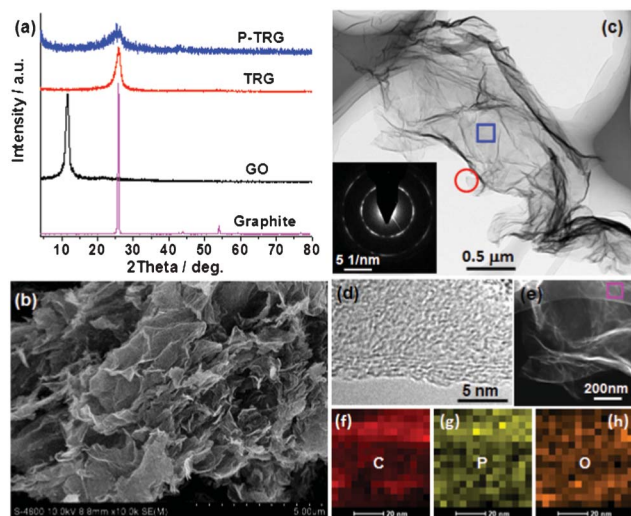 (a)
P-TRG
TRG
GO
Graphite
Intensity / a.u.
10 20 30 40 50 60 70 80
2Theta / deg.
(b)
S-4800 10.0kV 8.8mm x10.0k SE(M)
5.00um
(c)
5 1/nm
0.5 μm
(d)
5 nm
(e)
200nm
(f)
C
20 nm
(g)
P
20 nm
(h)
O
20 nm